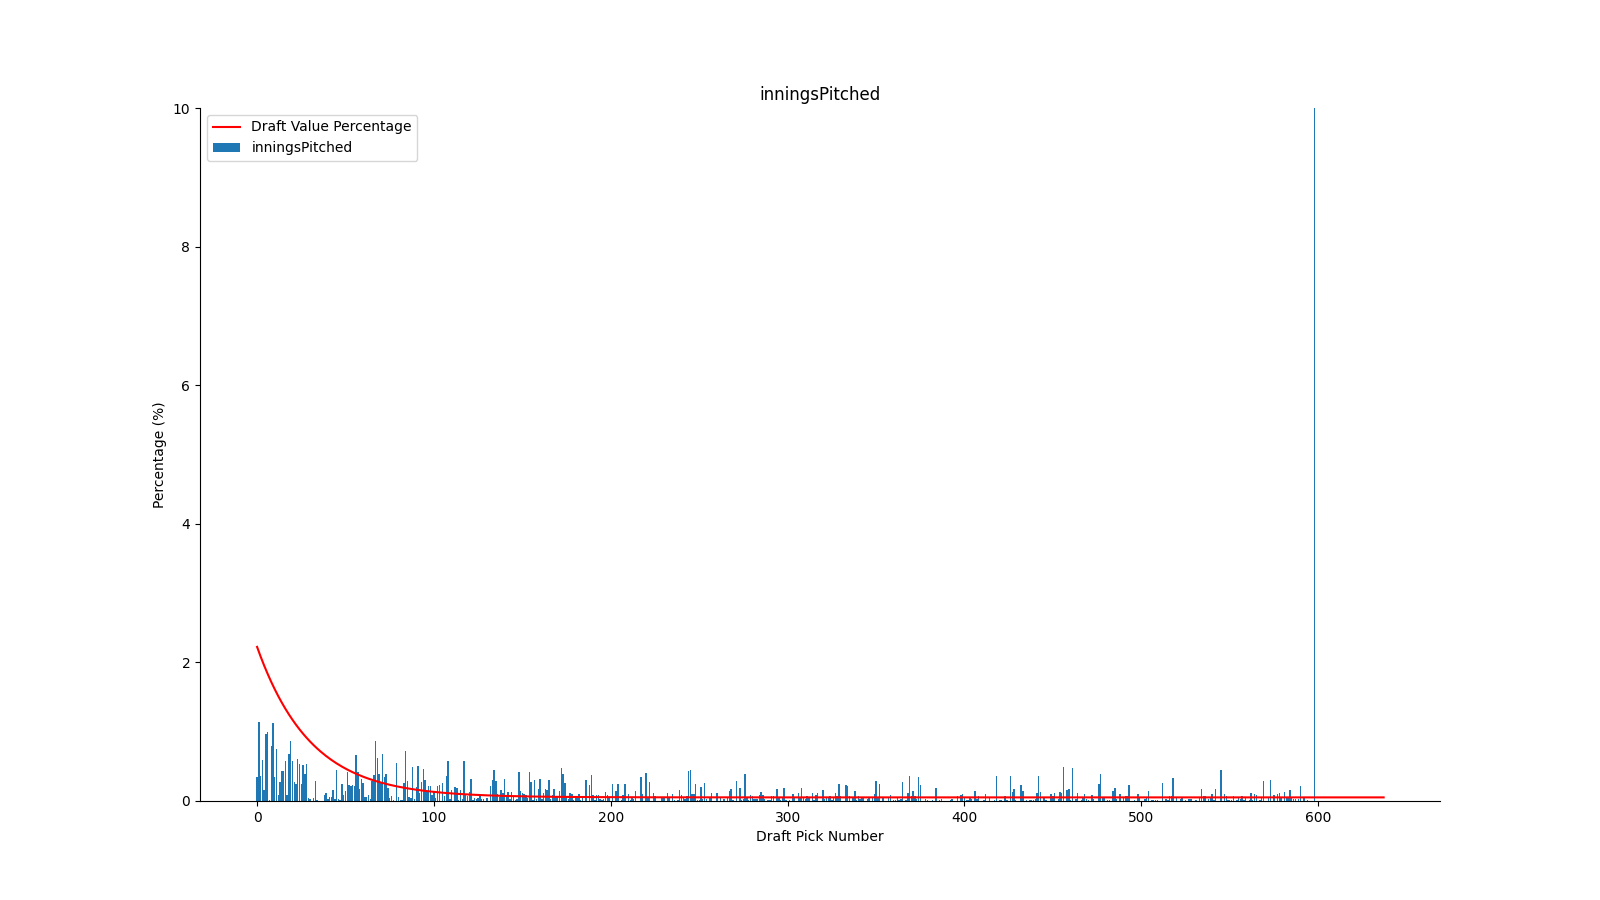 inningsPitched
Draft Value Percentage
inningsPitched
10
8
6
4
2
0
Percentage (%)
0 100 200 300 400 500 600
Draft Pick Number